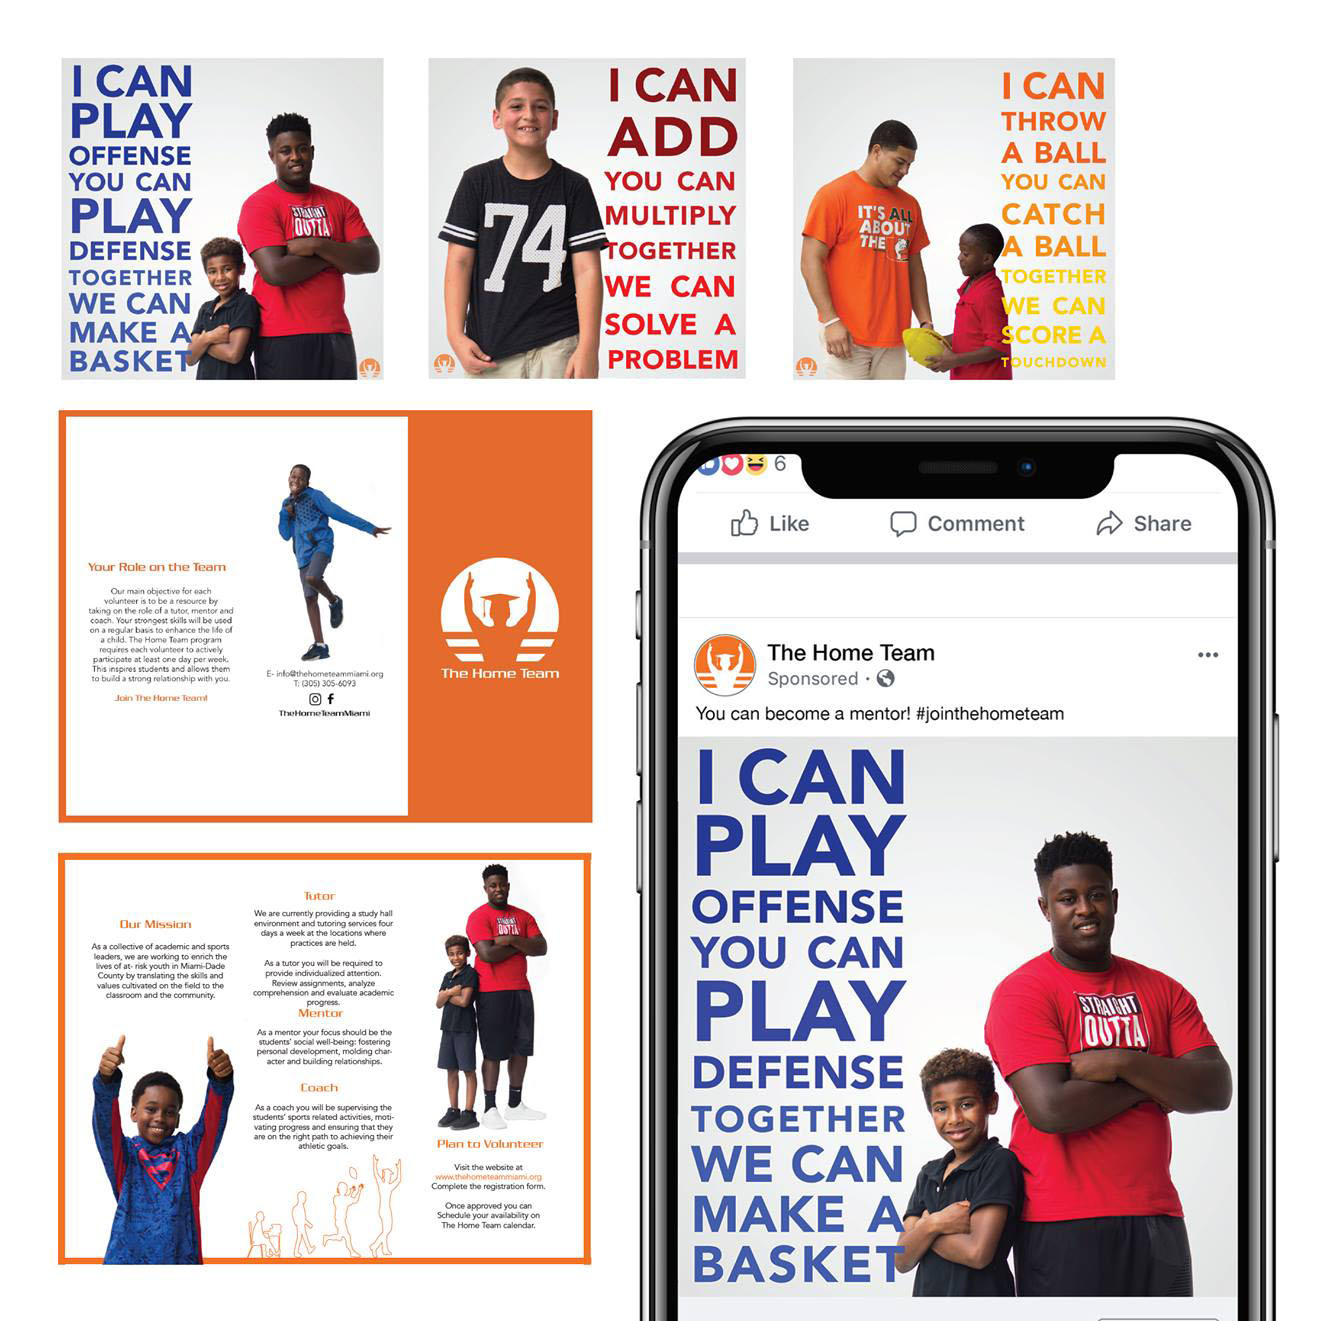 I CAN
PLAY
OFFENSE
YOU CAN
PLAY
DEFENSE
TOGETHER
WE CAN
MAKE A
BASKET
STRAIGHT
OUTTA
I CAN
ADD
YOU CAN
MULTIPLY
TOGETHER
WE CAN
SOLVE A
PROBLEM
74
I CAN
THROW
A BALL
YOU CAN
CATCH
A BALL
TOGETHER
WE CAN
SCORE A
TOUCHDOWN
IT'S ALL
ABOUT
THE
Your Role on the Team
Our main objective for each
volunteer is to be a resource by
taking on the role of a tutor, mentor and
coach. Your strongest skills will be used
on a regular basis to enhance the life of
a child. The Home Team program
requires each volunteer to actively
participate at least one day per week.
This inspires students and allows them
to build a strong relationship with you.
Join The Home Team!
E- info@thehometeammiami.org
T: (305) 305-6093
TheHomeTeamMiami
The Home Team
Our Mission
As a collective of academic and sports
leaders, we are working to enrich the
lives of at- risk youth in Miami-Dade
County by translating the skills and
values cultivated on the field to the
classroom and the community.
Tutor
We are currently providing a study hall
environment and tutoring services four
days a week at the locations where
practices are held.
As a tutor you will be required to
provide individualized attention.
Review assignments, analyze
comprehension and evaluate academic
progress.
Mentor
As a mentor your focus should be the
students' social well-being: fostering
personal development, molding char-
acter and building relationships.
Coach
As a coach you will be supervising the
students' sports related activities, moti-
vating progress and ensuring that they
are on the right path to achieving their
athletic goals.
STRAIGHT
OUTTA
Plan to Volunteer
Visit the website at
www.thehometeammiami.org
Complete the registration form.
Once approved you can
Schedule your availability on
The Home Team calendar.
6
Like Comment Share
The Home Team
Sponsored ·
You can become a mentor! #jointhehometeam
I CAN
PLAY
OFFENSE
YOU CAN
PLAY
DEFENSE
TOGETHER
WE CAN
MAKE A
BASKET
STRAIGHT
OUTTA